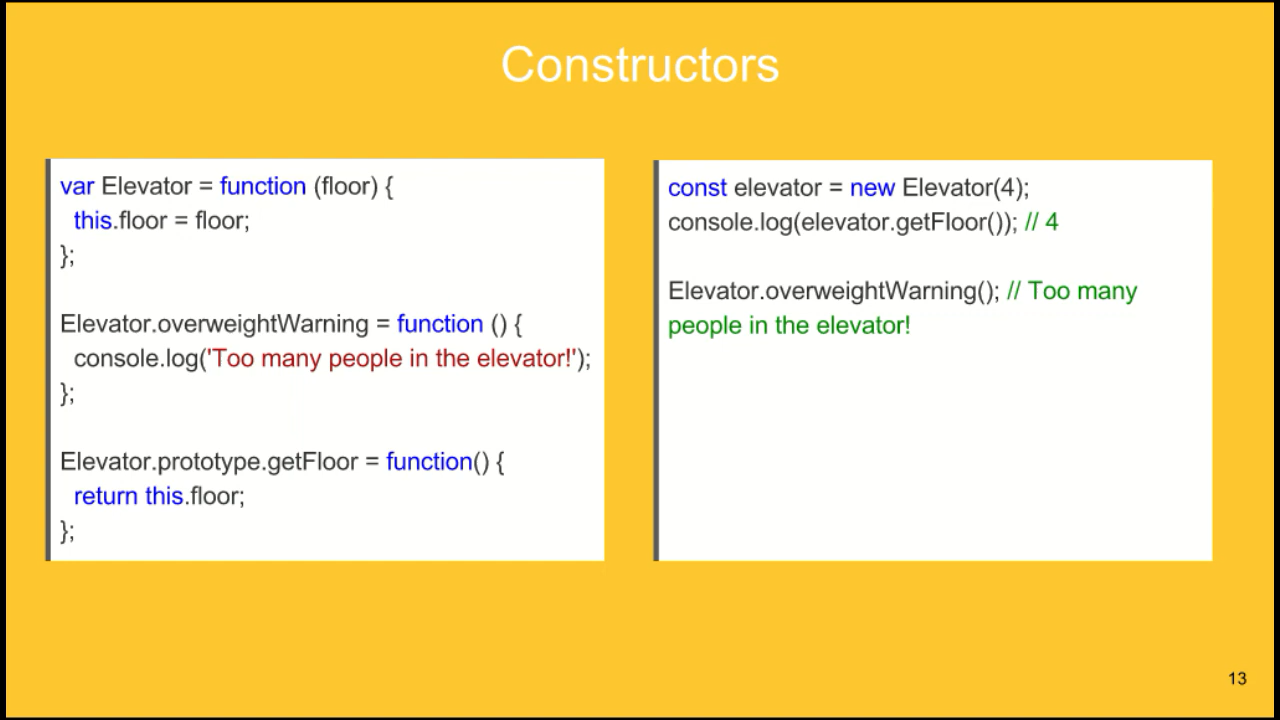 Constructors
var Elevator = function (floor) {
this.floor = floor;
};
Elevator.overweightWarning = function () {
console.log('Too many people in the elevator!');
};
Elevator.prototype.getFloor = function() {
return this.floor;
};
const elevator = new Elevator(4);
console.log(elevator.getFloor()); // 4
Elevator.overweightWarning(); // Too many
people in the elevator!
13